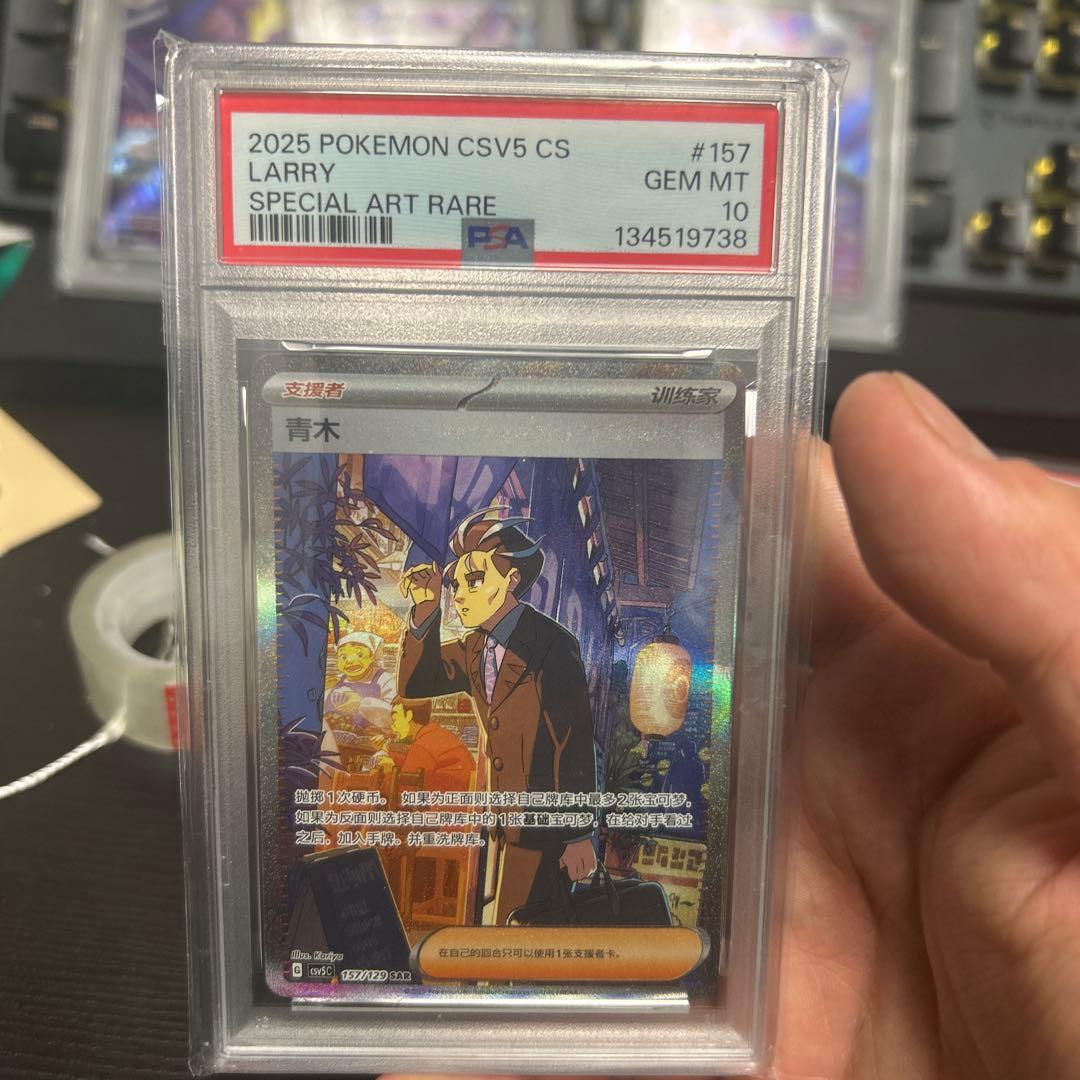 2025 POKEMON CSV5 CS
#157
LARRY
GEM MT
SPECIAL ART RARE
10
PSA
134519738
支援者
训练家
青木
抛掷1次硬币。 如果为正面则选择自己牌库中最多2张宝可梦,
如果为反面则选择自己牌库中的1张基础宝可梦,在给对手看过
之后,加入手牌。并重洗牌库。
在自己的回合只可以使用1张支援者卡。
Illus. Kariya
G CSV5C 157/129 SAR